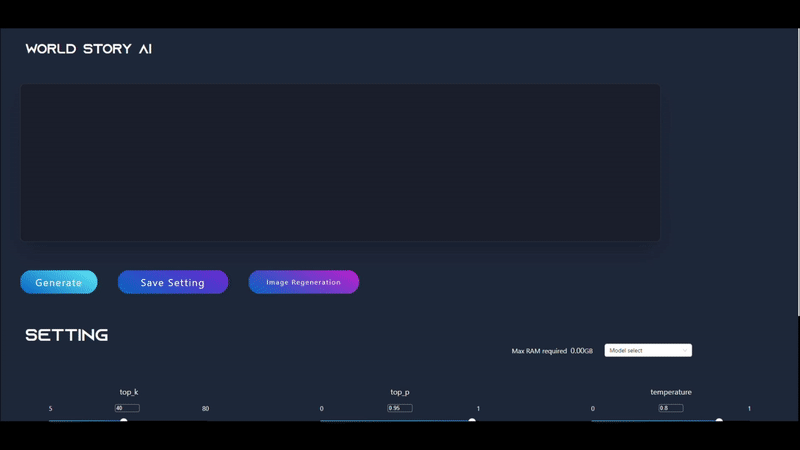 WORLD STORY AI
Generate
Save Setting
Image Regeneration
SETTING
Max RAM required 0.00GB
Model select
top_k
top_p
temperature
5 40 80
0 0.95 1
0 0.8 1